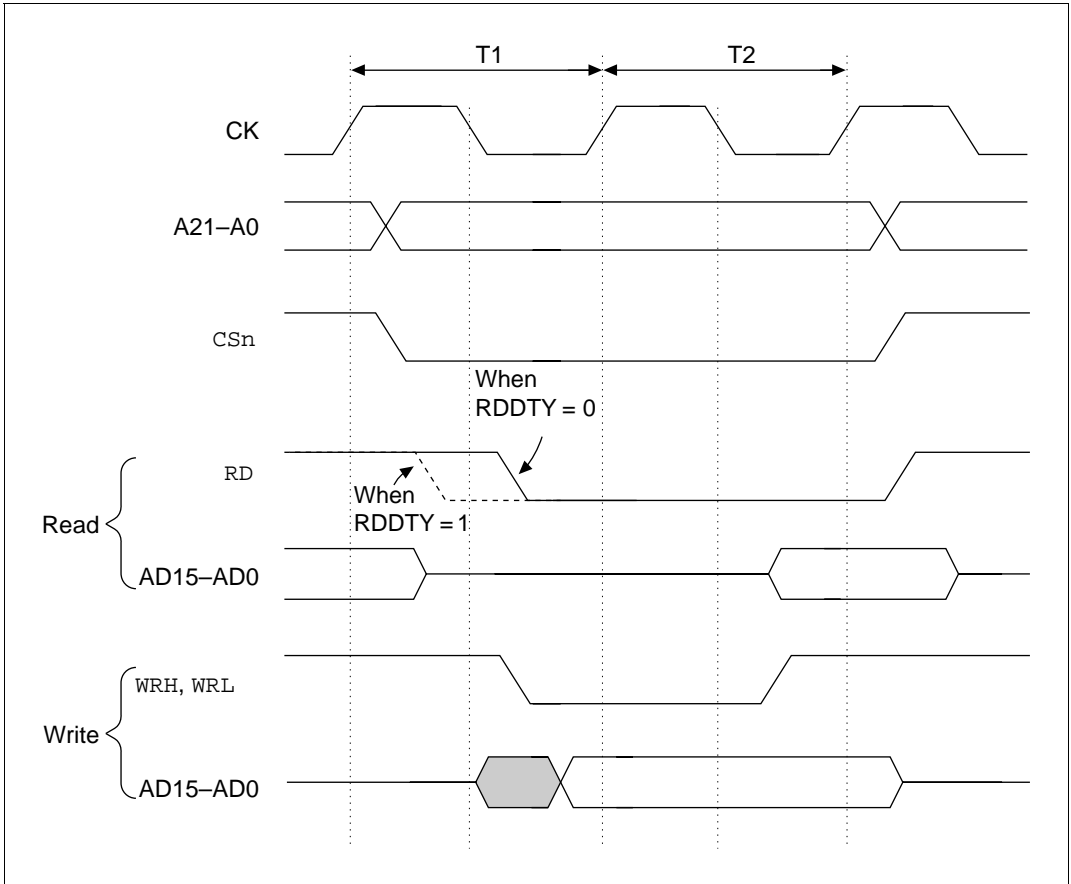 T1 T2
CK
A21–A0
CSn
When
RDDTY = 0
RD
When
RDDTY = 1
Read
AD15–AD0
WRH, WRL
Write
AD15–AD0